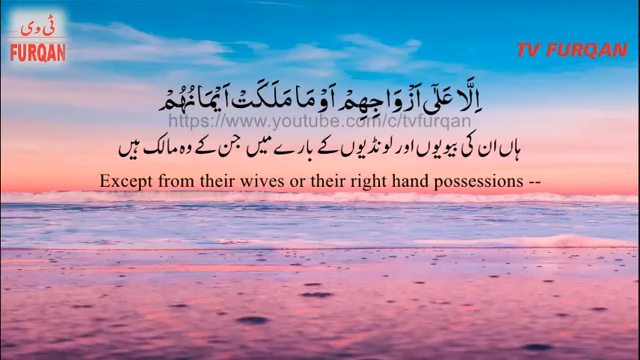 ٹی وی
FURQAN
TV FURQAN
اِلَّا عَلٰۤى اَزْوَاجِهِمْ اَوْ مَا مَلَكَتْ اَيْمَانُهُمْ
https://www.youtube.com/c/tvfurqan
ہاں ان کی بیویوں اور لونڈیوں کے بارے میں جن کے وہ مالک ہیں
Except from their wives or their right hand possessions --